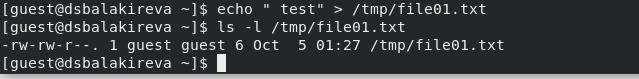 [guest@dsbalakireva ~]$ echo " test" > /tmp/file01.txt
[guest@dsbalakireva ~]$ ls -l /tmp/file01.txt
-rw-rw-r--. 1 guest guest 6 Oct  5 01:27 /tmp/file01.txt
[guest@dsbalakireva ~]$